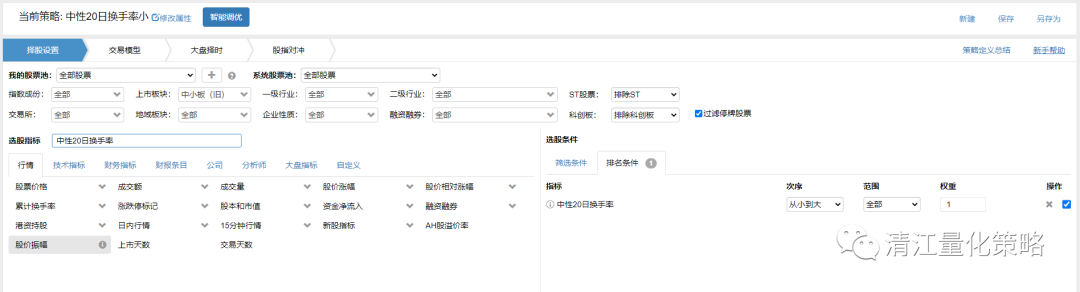 当前策略: 中性20日换手率小 修改属性 智能调优 新建 保存 另存为
择股设置 交易模型 大盘择时 股指对冲 策略定义总结 新手帮助
我的股票池: 全部股票 + ? 系统股票池: 全部股票
指数成份: 全部 上市板块: 中小板（旧） 一级行业: 全部 二级行业: 全部 ST股票: 排除ST
交易所: 全部 地域板块: 全部 企业性质: 全部 融资融券: 全部 科创板: 排除科创板 过滤停牌股票
选股指标 中性20日换手率
行情 技术指标 财务指标 财报条目 公司 分析师 大盘指标 自定义
股票价格 成交额 成交量 股价涨幅 股价相对涨幅
累计换手率 涨跌停标记 股本和市值 资金净流入 融资融券
港资持股 日内行情 15分钟行情 新股指标 AH股溢价率
股价振幅 上市天数 交易天数
选股条件
筛选条件 排名条件 1
指标 次序 范围 权重 操作
中性20日换手率 从小到大 全部 1
清江量化策略